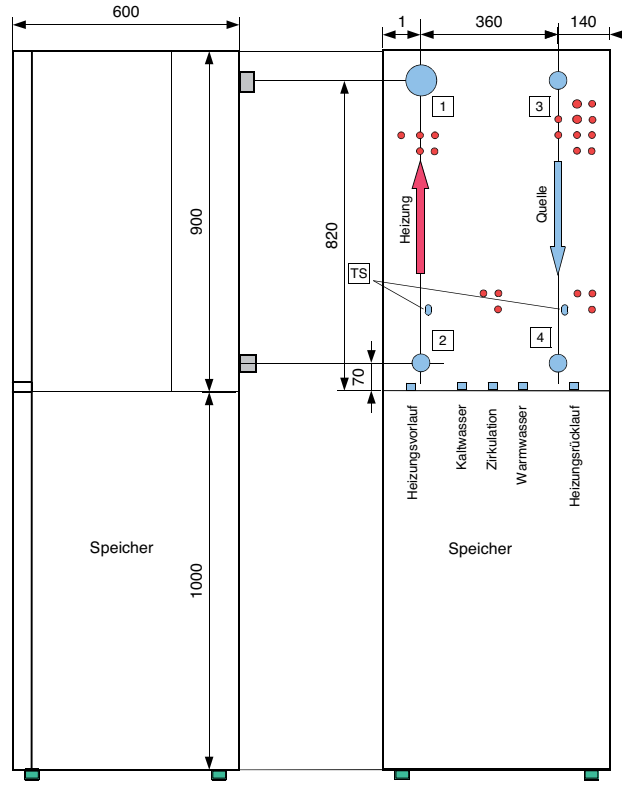 600
1
360
140
1
3
900
820
Heizung
Quelle
TS
2
4
70
Heizungsvorlauf
Kaltwasser
Zirkulation
Warmwasser
Heizungsrücklauf
Speicher
Speicher
1000